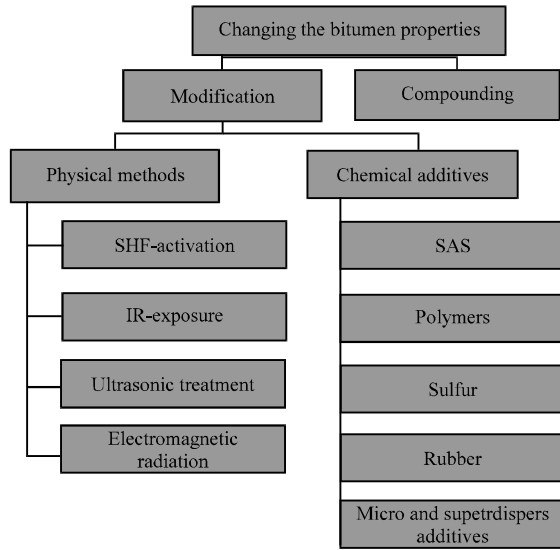 Changing the bitumen properties
Modification
Compounding
Physical methods
Chemical additives
SHF-activation
SAS
IR-exposure
Polymers
Ultrasonic treatment
Sulfur
Electromagnetic
radiation
Rubber
Micro and supetrdispers
additives